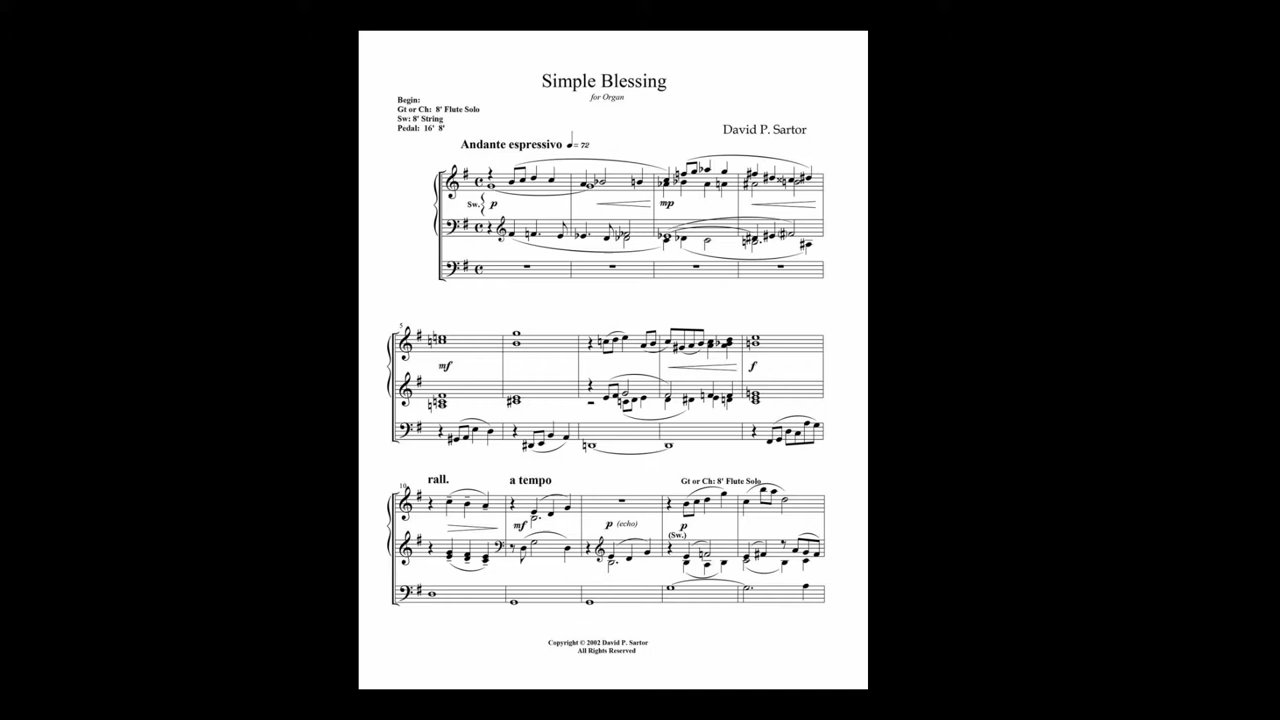 Simple Blessing
for Organ
Begin:
Gt or Ch: 8' Flute Solo
Sw: 8' String
Pedal: 16' 8'
David P. Sartor
Andante espressivo = 72
Sw.
p
mp
5
mf
f
10
rall.
a tempo
Gt or Ch: 8' Flute Solo
mf
p (echo)
p
(Sw.)
Copyright © 2002 David P. Sartor
All Rights Reserved